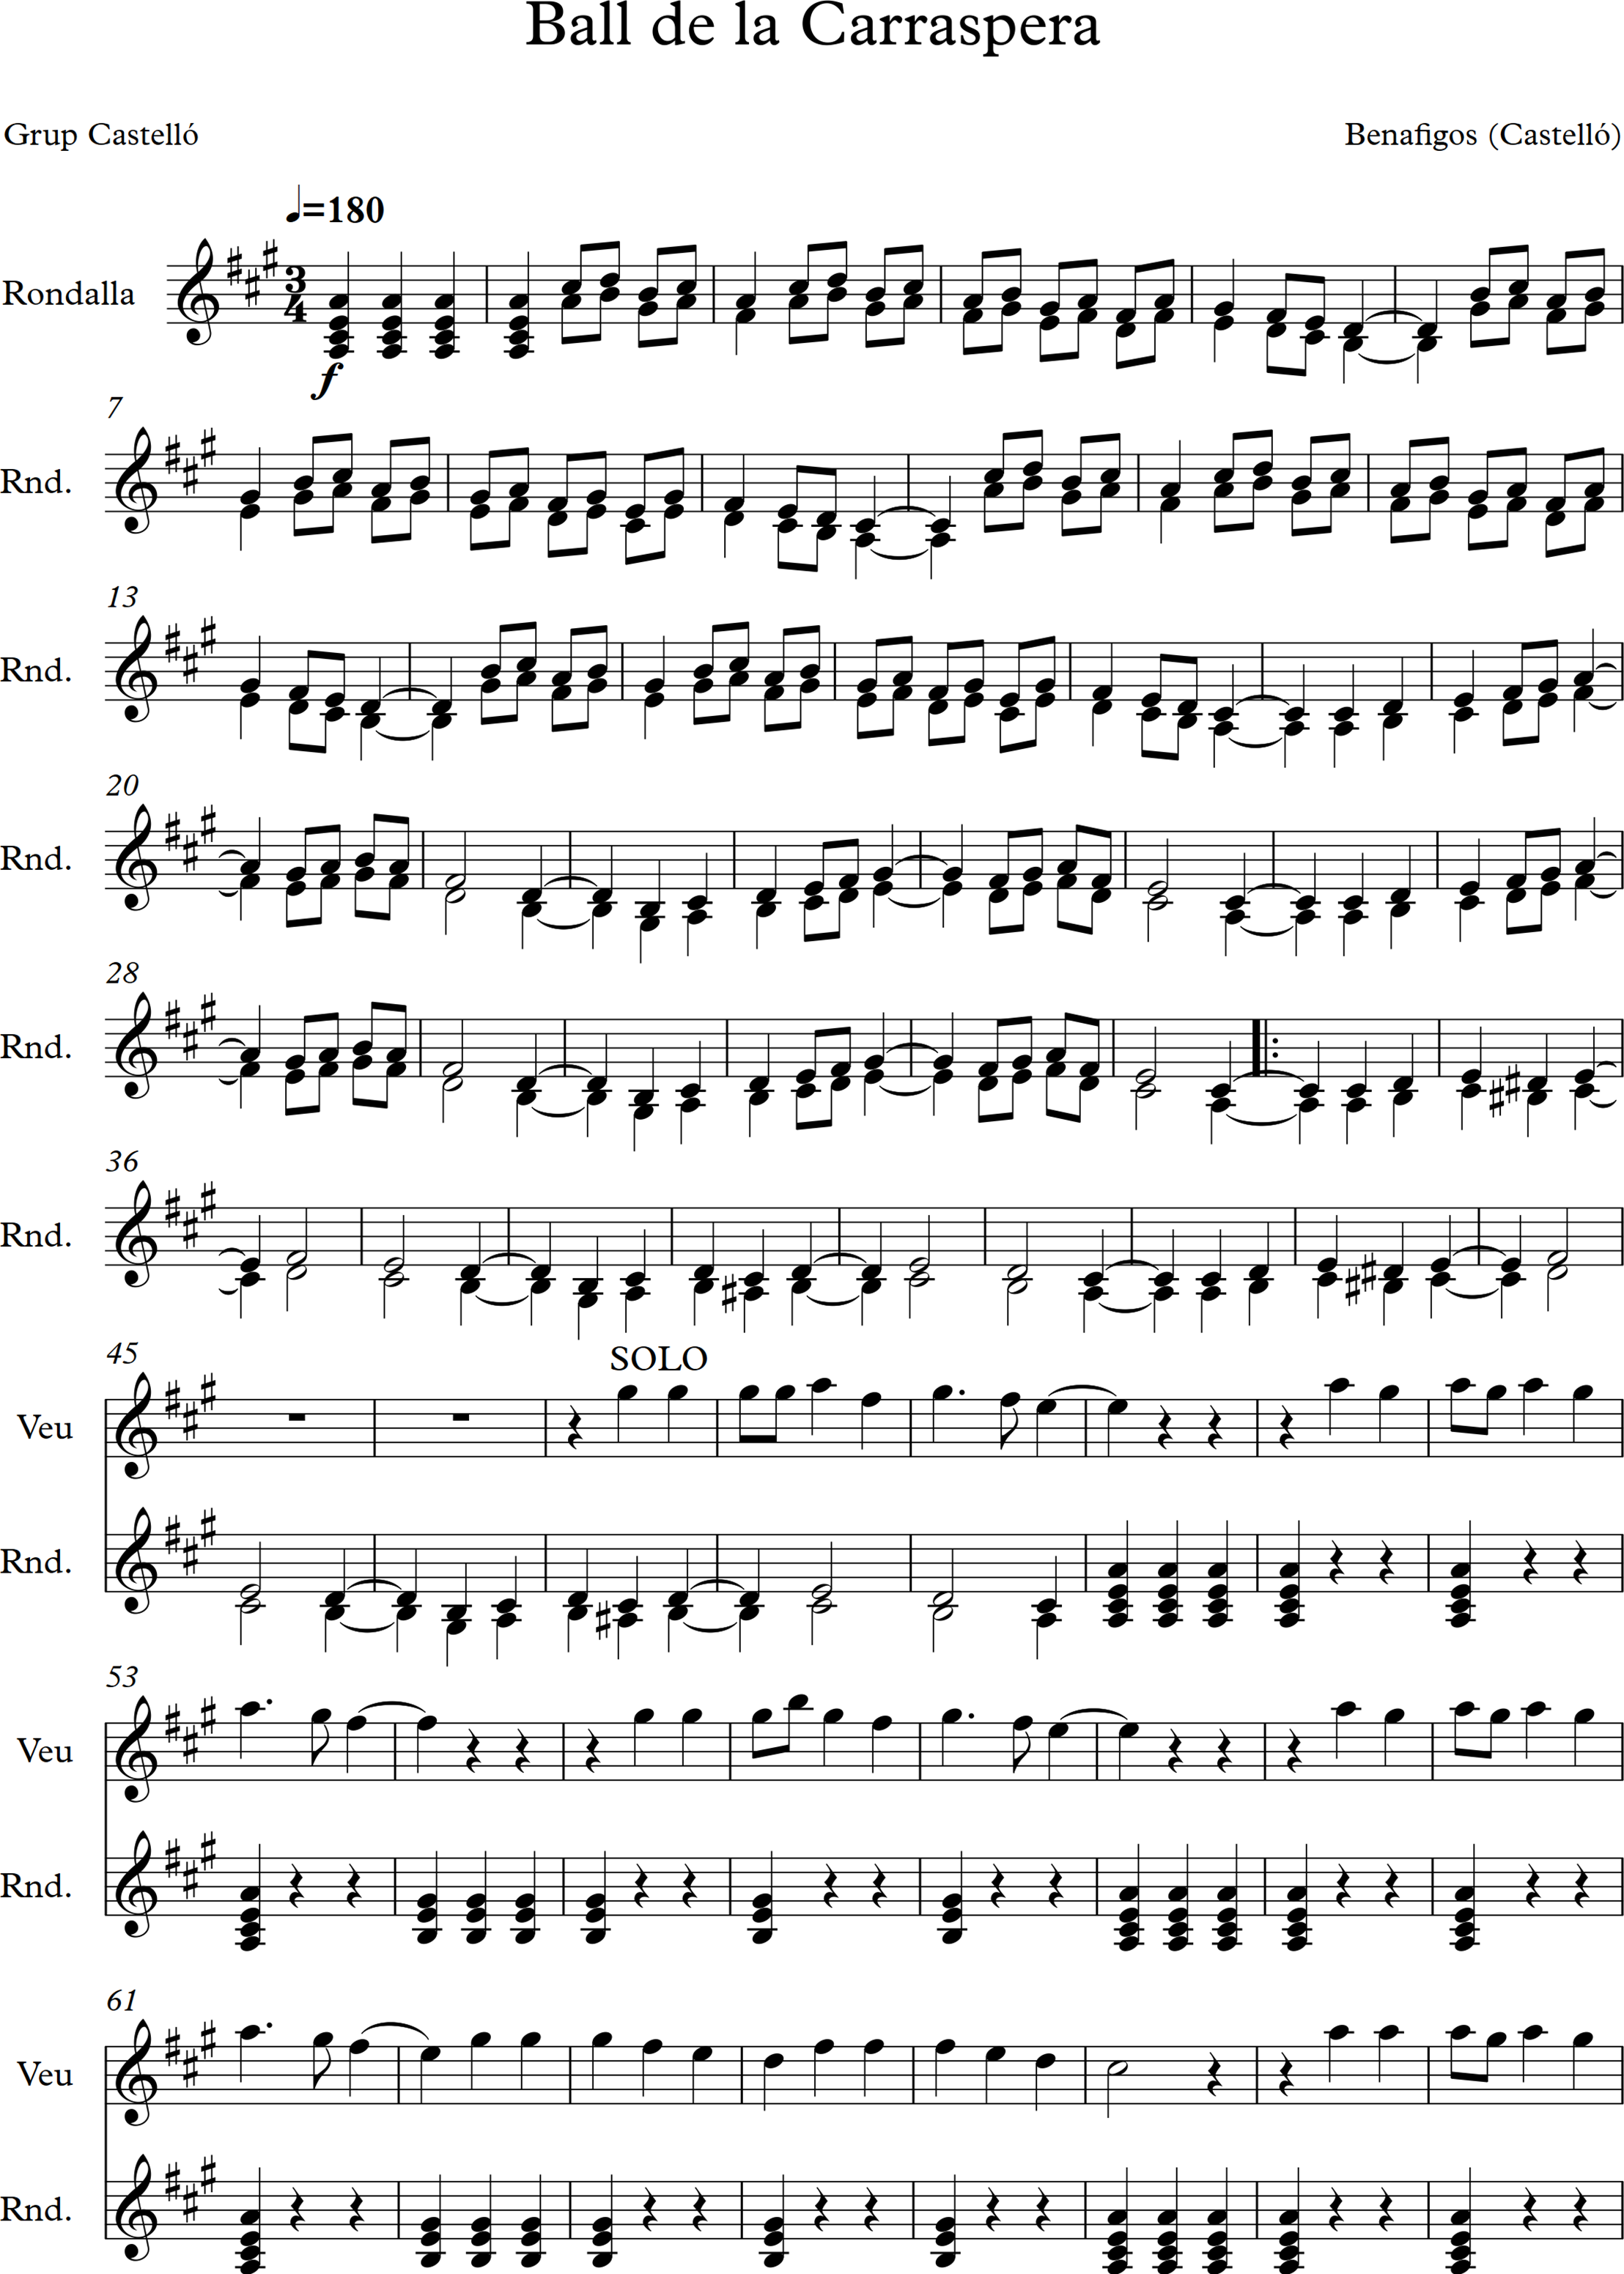 Ball de la Carraspera
Grup Castelló
Benafigos (Castelló)
♩=180
Rondalla
3/4
f
7
Rnd.
13
Rnd.
20
Rnd.
28
Rnd.
36
Rnd.
45
SOLO
Veu
Rnd.
53
Veu
Rnd.
61
Veu
Rnd.